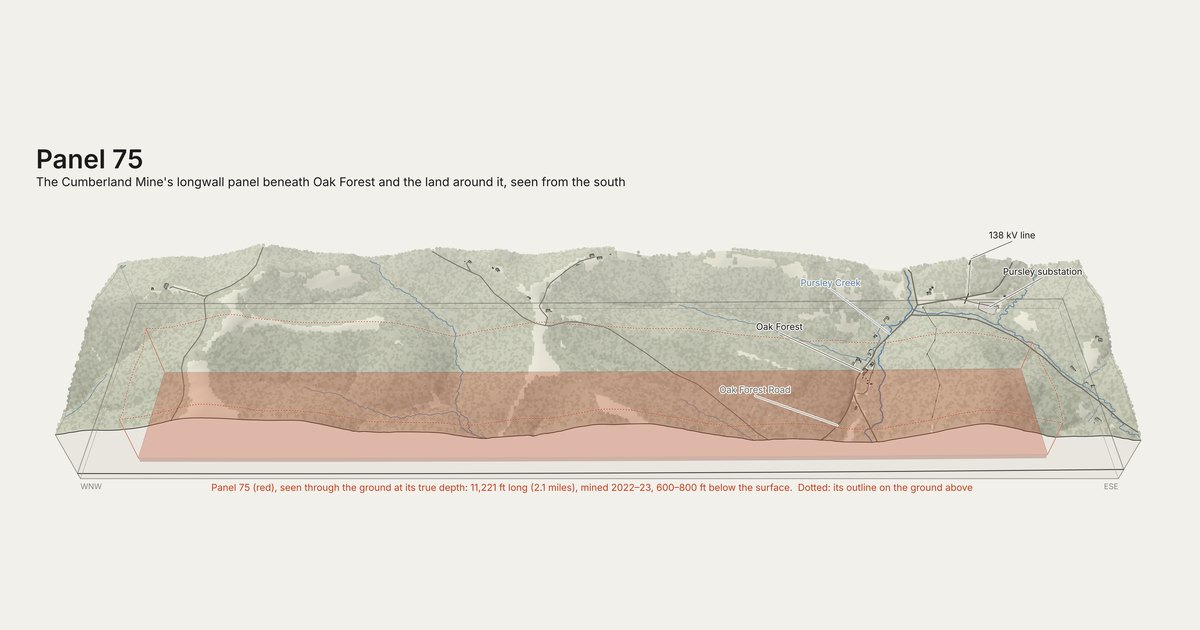 Panel 75
The Cumberland Mine's longwall panel beneath Oak Forest and the land around it, seen from the south
138 kV line
Pursley substation
Pursley Creek
Oak Forest
Oak Forest Road
WNW
Panel 75 (red), seen through the ground at its true depth: 11,221 ft long (2.1 miles), mined 2022–23, 600–800 ft below the surface. Dotted: its outline on the ground above
ESE